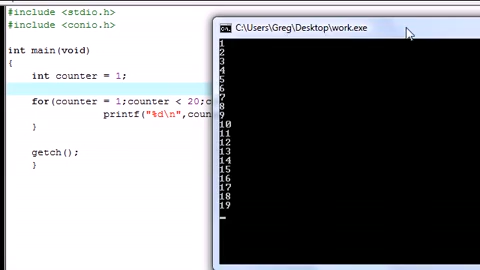 #include <stdio.h>
#include <conio.h>
int main(void)
{
int counter = 1;
for(counter = 1;counter < 20;c
printf("%d\n",coun
}
getch();
}
C:\Users\Greg\Desktop\work.exe
1
2
3
4
5
6
7
8
9
10
11
12
13
14
15
16
17
18
19